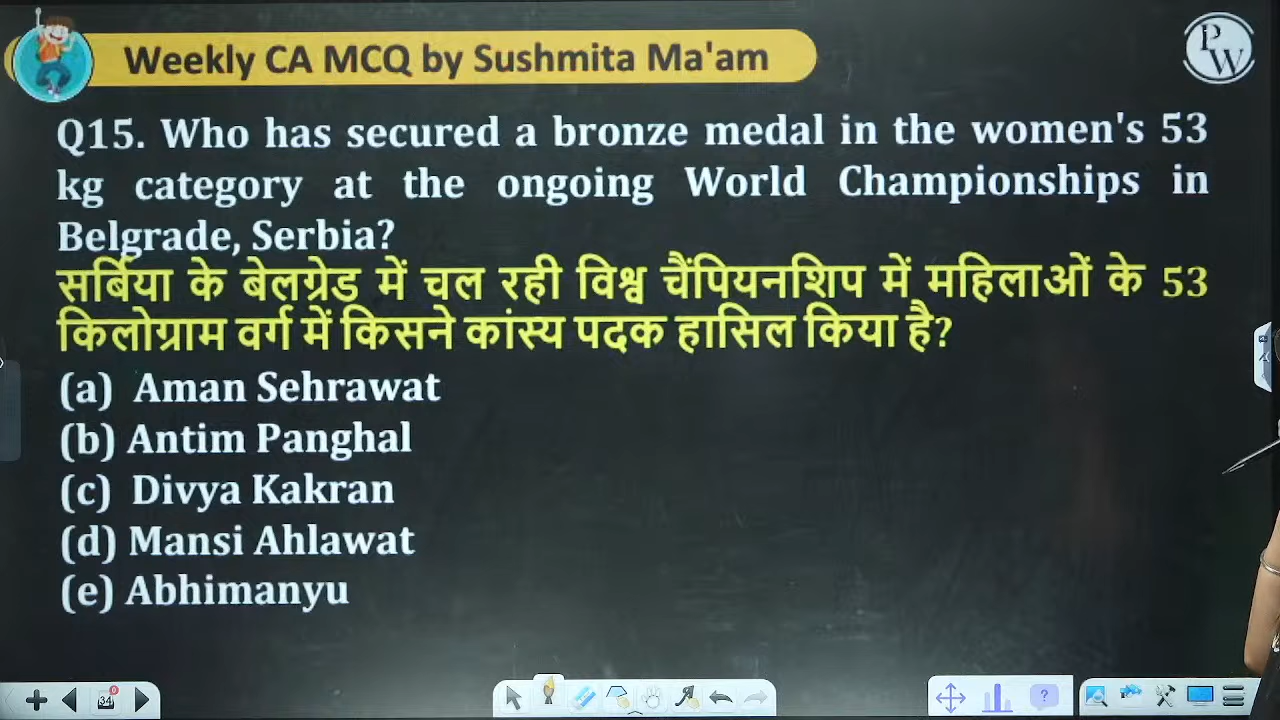 Weekly CA MCQ by Sushmita Ma'am
PW
Q15. Who has secured a bronze medal in the women's 53
kg category at the ongoing World Championships in
Belgrade, Serbia?
सर्बिया के बेलग्रेड में चल रही विश्व चैंपियनशिप में महिलाओं के 53
किलोग्राम वर्ग में किसने कांस्य पदक हासिल किया है?
(a) Aman Sehrawat
(b) Antim Panghal
(c) Divya Kakran
(d) Mansi Ahlawat
(e) Abhimanyu
34